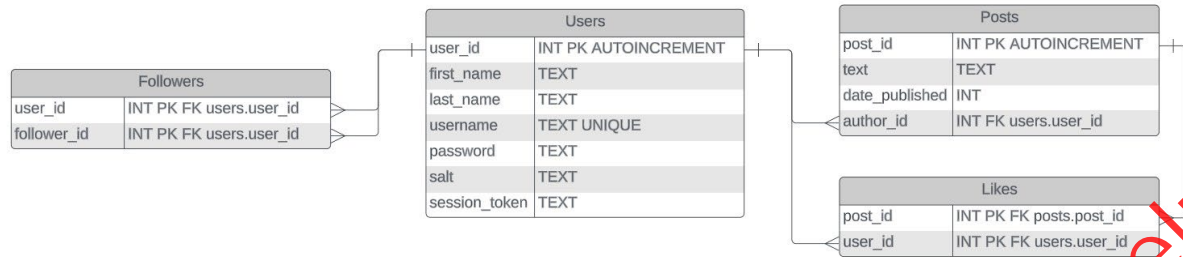 Followers
user_id INT PK FK users.user_id
follower_id INT PK FK users.user_id
Users
user_id INT PK AUTOINCREMENT
first_name TEXT
last_name TEXT
username TEXT UNIQUE
password TEXT
salt TEXT
session_token TEXT
Posts
post_id INT PK AUTOINCREMENT
text TEXT
date_published INT
author_id INT FK users.user_id
Likes
post_id INT PK FK posts.post_id
user_id INT PK FK users.user_id